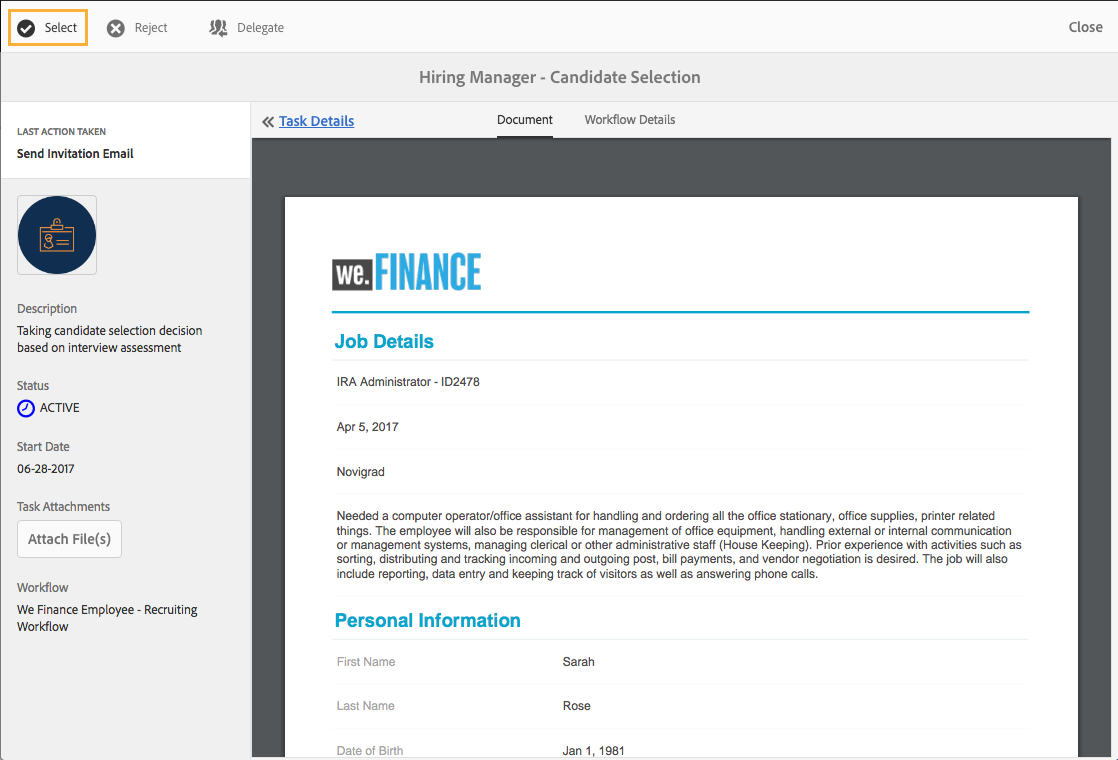 Select
Reject
Delegate
Close
Hiring Manager - Candidate Selection
LAST ACTION TAKEN
Send Invitation Email
Description
Taking candidate selection decision
based on interview assessment
Status
ACTIVE
Start Date
06-28-2017
Task Attachments
Attach File(s)
Workflow
We Finance Employee - Recruiting
Workflow
« Task Details
Document
Workflow Details
we.FINANCE
Job Details
IRA Administrator - ID2478
Apr 5, 2017
Novigrad
Needed a computer operator/office assistant for handling and ordering all the office stationary, office supplies, printer related
things. The employee will also be responsible for management of office equipment, handling external or internal communication
or management systems, managing clerical or other administrative staff (House Keeping). Prior experience with activities such as
sorting, distributing and tracking incoming and outgoing post, bill payments, and vendor negotiation is desired. The job will also
include reporting, data entry and keeping track of visitors as well as answering phone calls.
Personal Information
First Name Sarah
Last Name Rose
Date of Birth Jan 1, 1981